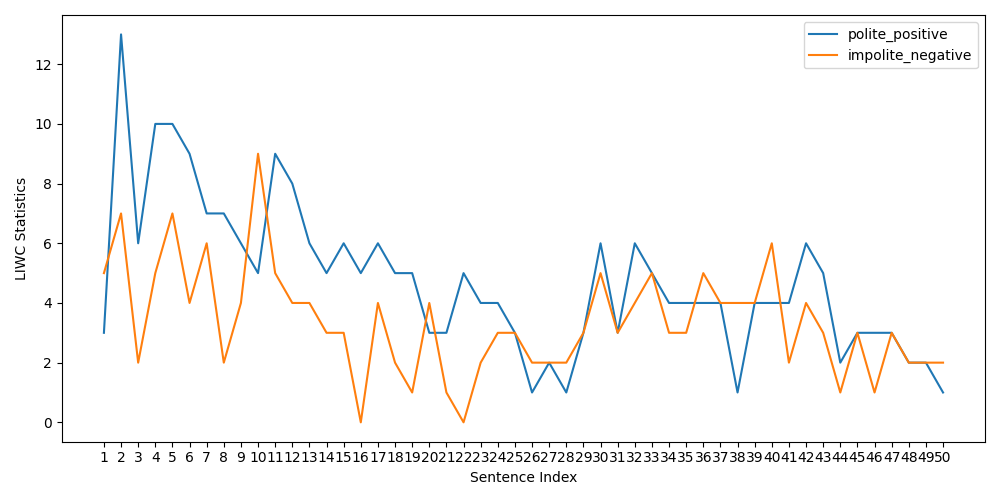 polite_positive
impolite_negative
12
10
8
6
4
2
0
LIWC Statistics
1 2 3 4 5 6 7 8 9 10 11 12 13 14 15 16 17 18 19 20 21 22 23 24 25 26 27 28 29 30 31 32 33 34 35 36 37 38 39 40 41 42 43 44 45 46 47 48 49 50
Sentence Index